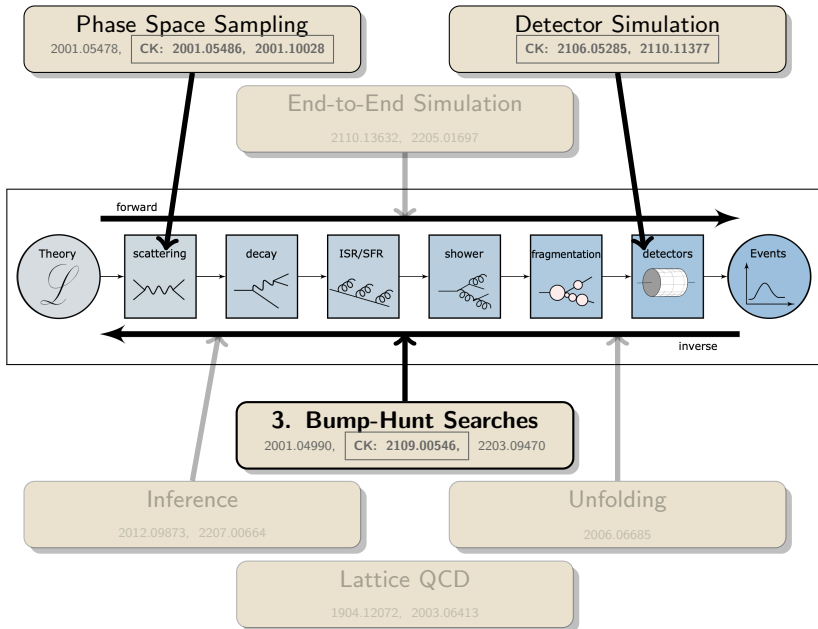 Phase Space Sampling
2001.05478, CK: 2001.05486, 2001.10028
Detector Simulation
CK: 2106.05285, 2110.11377
End-to-End Simulation
2110.13632, 2205.01697
forward
Theory
ℒ
scattering
decay
ISR/SFR
shower
fragmentation
detectors
Events
inverse
3. Bump-Hunt Searches
2001.04990, CK: 2109.00546, 2203.09470
Inference
2012.09873, 2207.00664
Unfolding
2006.06685
Lattice QCD
1904.12072, 2003.06413